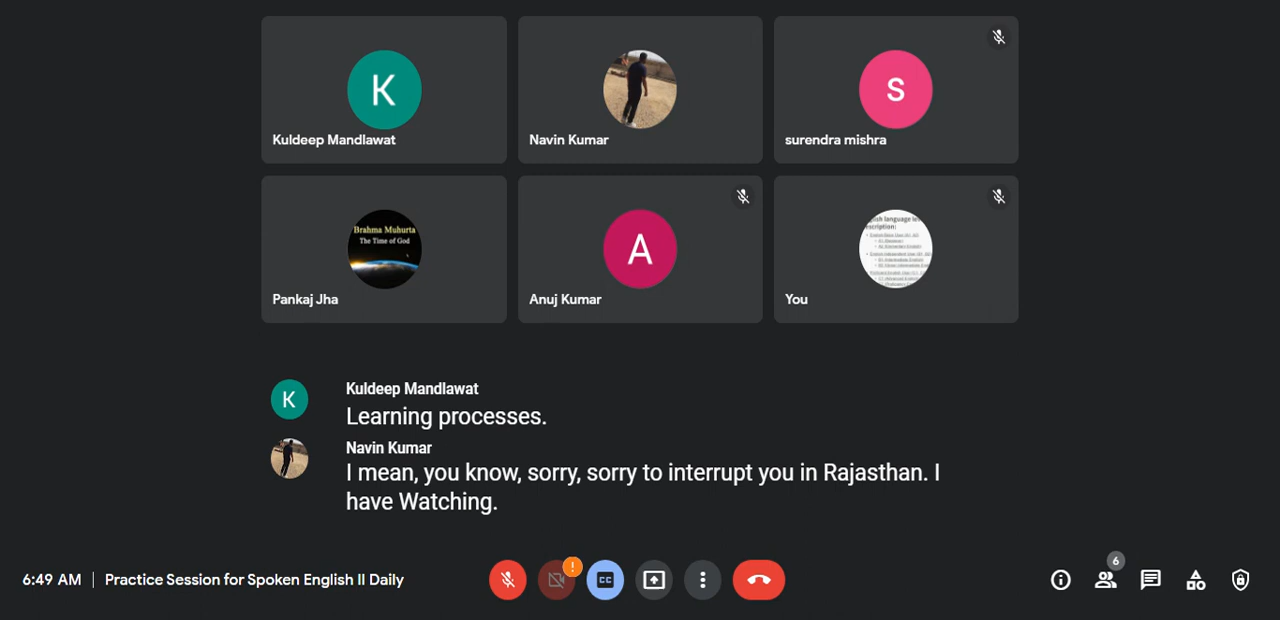 K
Kuldeep Mandlawat
Navin Kumar
S
surendra mishra
Brahma Muhurta
The Time of God
Pankaj Jha
A
Anuj Kumar
You
K
Kuldeep Mandlawat
Learning processes.
Navin Kumar
I mean, you know, sorry, sorry to interrupt you in Rajasthan. I
have Watching.
6:49 AM | Practice Session for Spoken English II Daily
!
CC
6